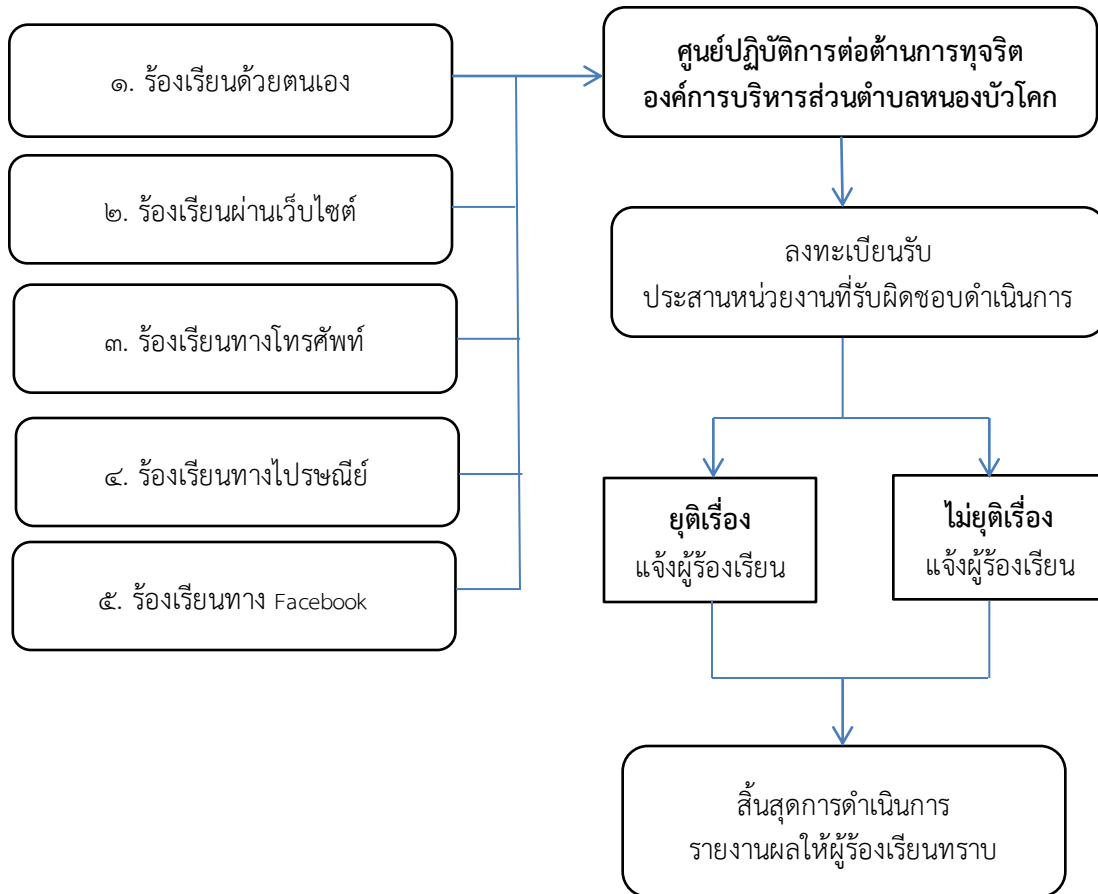 ๑. ร้องเรียนด้วยตนเอง
๒. ร้องเรียนผ่านเว็บไซต์
๓. ร้องเรียนทางโทรศัพท์
๔. ร้องเรียนทางไปรษณีย์
๕. ร้องเรียนทาง Facebook
ศูนย์ปฏิบัติการต่อต้านการทุจริต
องค์การบริหารส่วนตำบลหนองบัวโคก
ลงทะเบียนรับ
ประสานหน่วยงานที่รับผิดชอบดำเนินการ
ยุติเรื่อง
แจ้งผู้ร้องเรียน
ไม่ยุติเรื่อง
แจ้งผู้ร้องเรียน
สิ้นสุดการดำเนินการ
รายงานผลให้ผู้ร้องเรียนทราบ